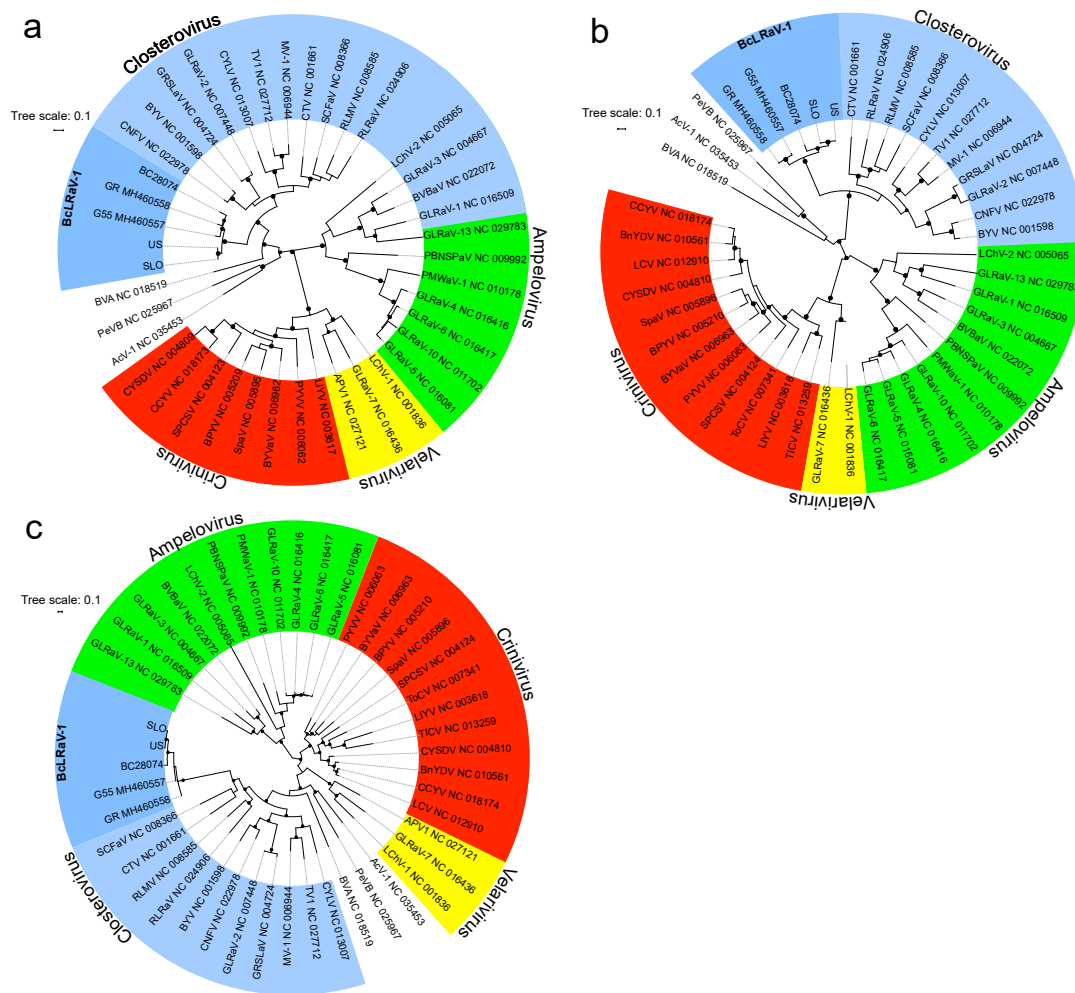 a
Closterovirus
Tree scale: 0.1
BcLRaV-1
SLO
US
G55 MH460557
GR MH460558
BC28074
CNFV NC 022978
BYV NC 001598
GRSLaV NC 004724
GLRaV-2 NC 007448
CYLV NC 013007
TV1 NC 027712
MV-1 NC 006944
CTV NC 001661
SCFaV NC 008366
RLMV NC 008585
RLRaV NC 024906
LChV-2 NC 005065
GLRaV-3 NC 004667
BVBaV NC 022072
GLRaV-1 NC 016509
GLRaV-13 NC 029783
PBNSPaV NC 009992
PMWaV-1 NC 010178
GLRaV-4 NC 016416
GLRaV-6 NC 016417
GLRaV-10 NC 011702
GLRaV-5 NC 016081
Ampelovirus
LChV-1 NC 001836
GLRaV-7 NC 016436
APV1 NC 027121
Velarivirus
LIYV NC 003617
PYVV NC 006062
BYVaV NC 006962
SpaV NC 005895
BPYV NC 005209
SPCSV NC 004123
CCYV NC 018173
CYSDV NC 004809
Crinivirus
AcV-1 NC 035453
PeVB NC 025967
BVA NC 018519
b
Closterovirus
Tree scale: 0.1
BcLRaV-1
BVA NC 018519
AcV-1 NC 035453
PeVB NC 025967
GR MH460558
G55 MH460557
BC28074
SLO
US
CTV NC 001661
RLRaV NC 024906
RLMV NC 008585
SCFaV NC 008366
CYLV NC 013007
TV1 NC 027712
MV-1 NC 006944
GRSLaV NC 004724
GLRaV-2 NC 007448
CNFV NC 022978
BYV NC 001598
LChV-2 NC 005065
GLRaV-13 NC 02978
GLRaV-1 NC 016509
GLRaV-3 NC 004667
BVBaV NC 022072
PBNSPaV NC 009992
PMWaV-1 NC 010178
GLRaV-10 NC 011702
GLRaV-4 NC 016416
GLRaV-5 NC 016081
GLRaV-6 NC 016417
Ampelovirus
LChV-1 NC 001836
GLRaV-7 NC 016436
Velarivirus
TICV NC 013259
LIYV NC 003618
ToCV NC 007341
SPCSV NC 004124
PYVV NC 006063
BYVaV NC 006963
BPYV NC 005210
SpaV NC 005896
CYSDV NC 004810
LCV NC 012910
BnYDV NC 010561
CCYV NC 018174
Crinivirus
c
Ampelovirus
Tree scale: 0.1
GLRaV-13 NC 029783
GLRaV-1 NC 016509
GLRaV-3 NC 004667
BVBaV NC 022072
LChV-2 NC 005065
PBNSPaV NC 009992
PMWaV-1 NC 010178
GLRaV-10 NC 011702
GLRaV-4 NC 016416
GLRaV-6 NC 016417
GLRaV-5 NC 016081
PYVV NC 006063
BYVaV NC 006963
BPYV NC 005210
SpaV NC 005896
SPCSV NC 004124
ToCV NC 007341
LIYV NC 003618
TICV NC 013259
CYSDV NC 004810
BnYDV NC 010561
CCYV NC 018174
LCV NC 012910
Crinivirus
APV1 NC 027121
GLRaV-7 NC 016436
LChV-1 NC 001836
Velarivirus
AcV-1 NC 035453
PeVB NC 025967
BVA NC 018519
CYLV NC 013007
TV1 NC 027712
MV-1 NC 006944
GRSLaV NC 004724
GLRaV-2 NC 007448
CNFV NC 022978
BYV NC 001598
RLRaV NC 024906
RLMV NC 008585
CTV NC 001661
SCFaV NC 008366
Closterovirus
GR MH460558
G55 MH460557
BC28074
US
SLO
BcLRaV-1